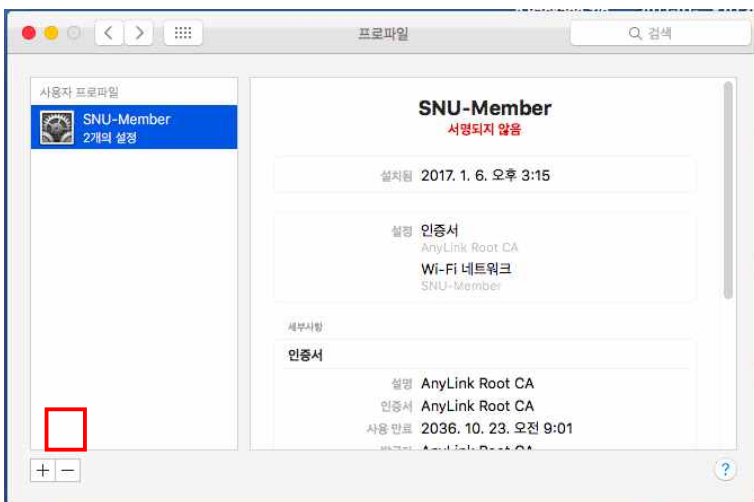 프로파일
검색
사용자 프로파일
SNU-Member
2개의 설정
SNU-Member
서명되지 않음
설치됨 2017. 1. 6. 오후 3:15
설정 인증서
AnyLink Root CA
Wi-Fi 네트워크
SNU-Member
세부사항
인증서
설명 AnyLink Root CA
인증서 AnyLink Root CA
사용 만료 2036. 10. 23. 오전 9:01
AnyLink Root CA